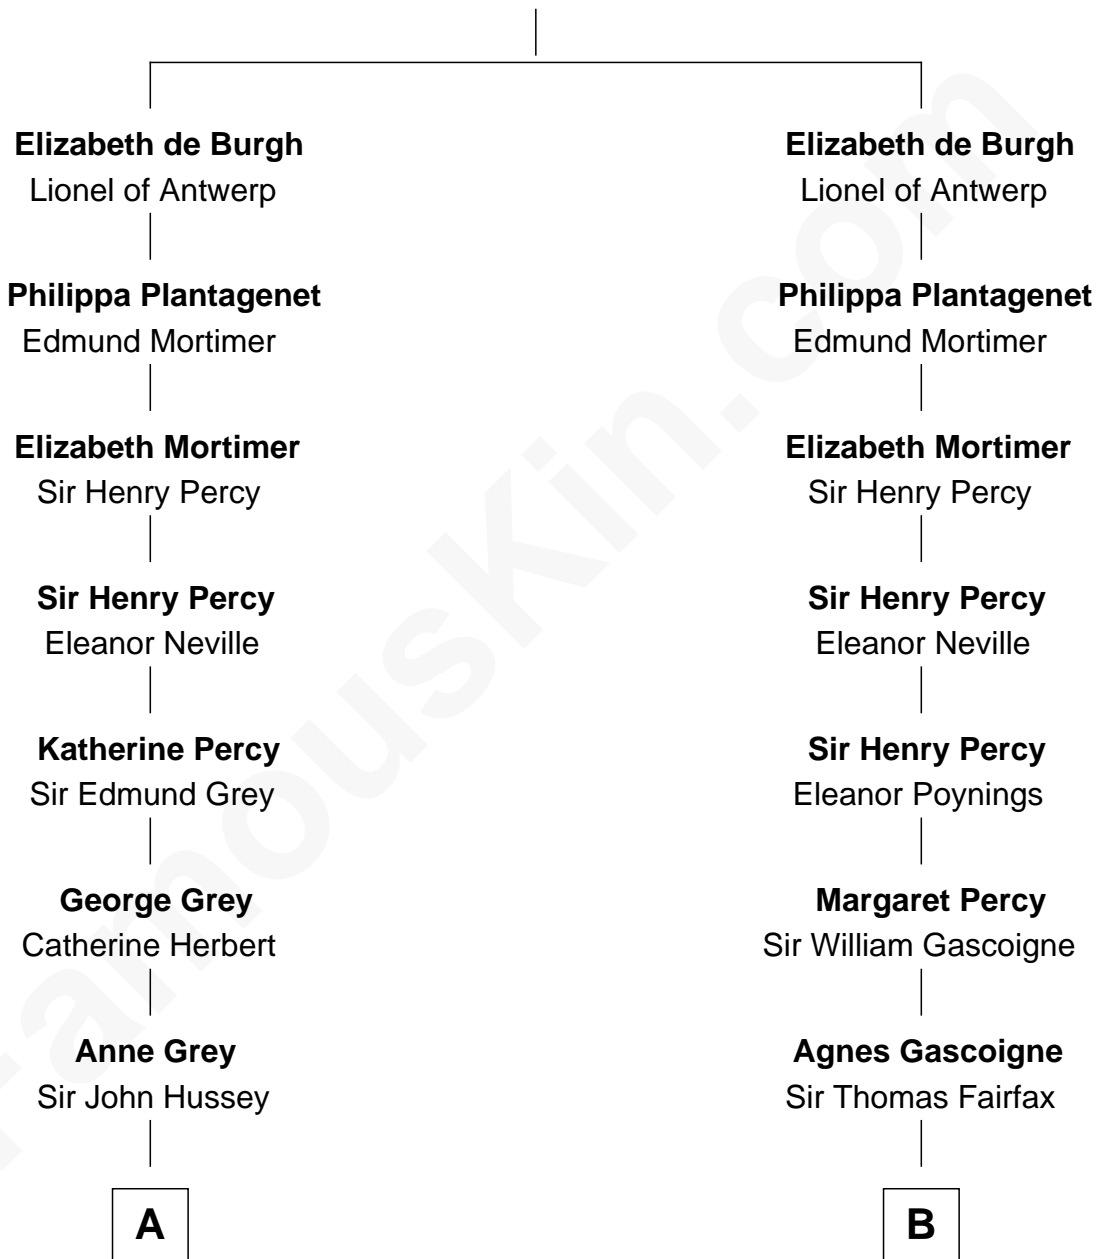 Elizabeth de Burgh
Lionel of Antwerp
Philippa Plantagenet
Edmund Mortimer
Elizabeth Mortimer
Sir Henry Percy
Sir Henry Percy
Eleanor Neville
Katherine Percy
Sir Edmund Grey
George Grey
Catherine Herbert
Anne Grey
Sir John Hussey
A
Elizabeth de Burgh
Lionel of Antwerp
Philippa Plantagenet
Edmund Mortimer
Elizabeth Mortimer
Sir Henry Percy
Sir Henry Percy
Eleanor Neville
Sir Henry Percy
Eleanor Poynings
Margaret Percy
Sir William Gascoigne
Agnes Gascoigne
Sir Thomas Fairfax
B
FamousKin.com